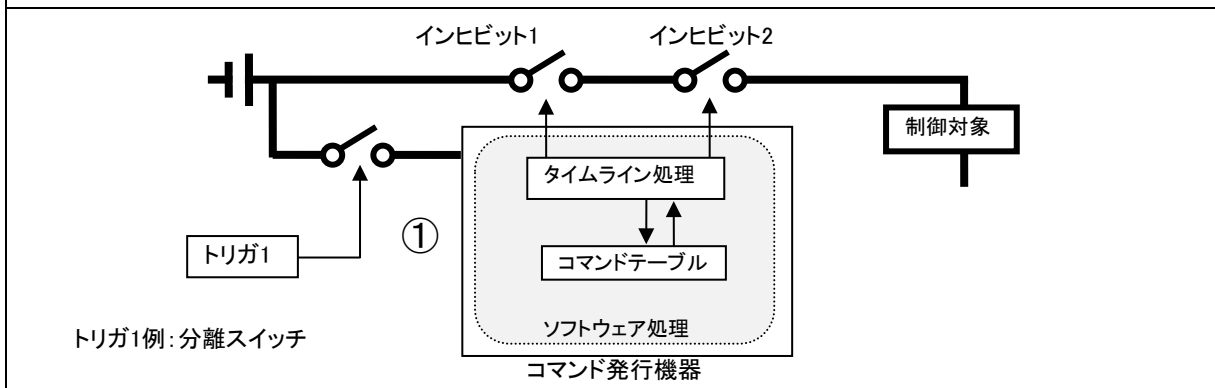 インヒビット1
インヒビット2
制御対象
タイムライン処理
①
トリガ1
コマンドテーブル
トリガ1例:分離スイッチ
ソフトウェア処理
コマンド発行機器